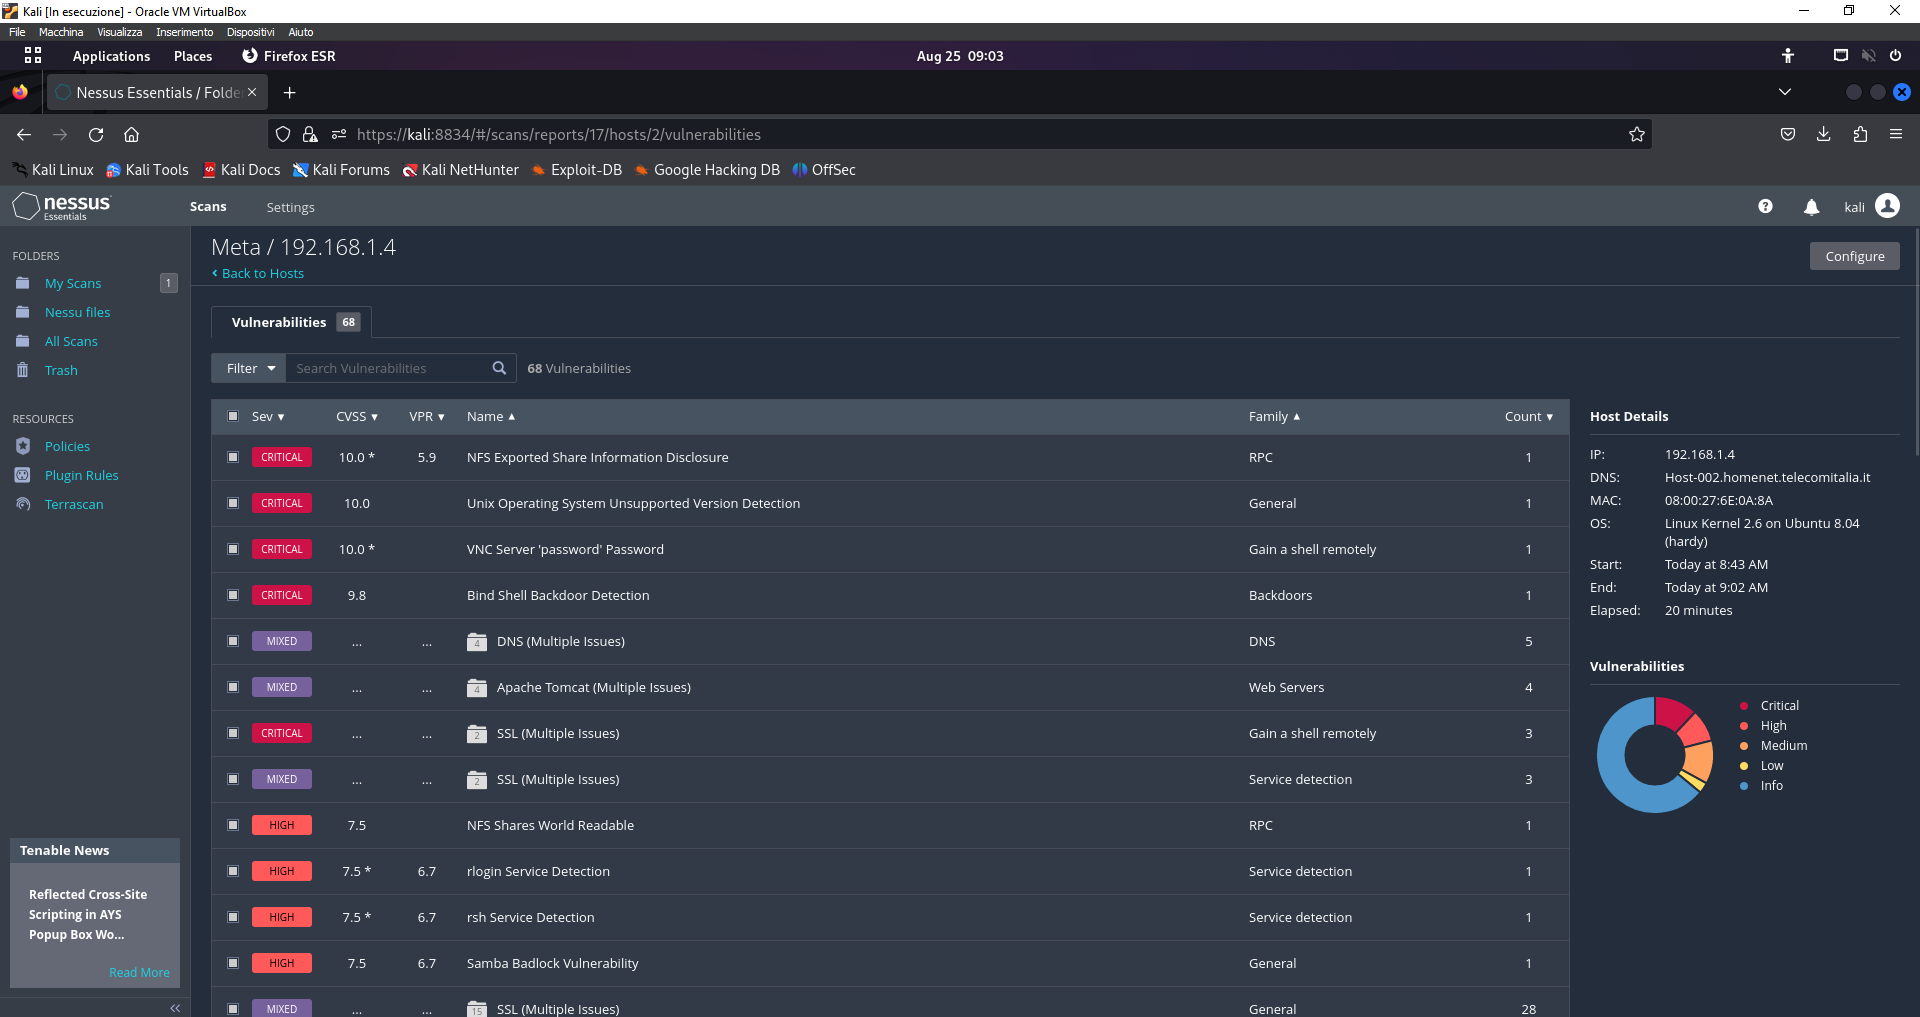 Kali [In esecuzione] - Oracle VM VirtualBox
File Macchina Visualizza Inserimento Dispositivi Aiuto
Applications Places Firefox ESR Aug 25 09:03
Nessus Essentials / Folde
https://kali:8834/#/scans/reports/17/hosts/2/vulnerabilities
Kali Linux Kali Tools Kali Docs Kali Forums Kali NetHunter Exploit-DB Google Hacking DB OffSec
nessus Essentials Scans Settings kali
FOLDERS
My Scans 1
Nessu files
All Scans
Trash
RESOURCES
Policies
Plugin Rules
Terrascan
Tenable News
Reflected Cross-Site
Scripting in AYS
Popup Box Wo...
Read More
Meta / 192.168.1.4
Back to Hosts
Configure
Vulnerabilities 68
Filter Search Vulnerabilities 68 Vulnerabilities
Sev CVSS VPR Name Family Count
CRITICAL 10.0 * 5.9 NFS Exported Share Information Disclosure RPC 1
CRITICAL 10.0 Unix Operating System Unsupported Version Detection General 1
CRITICAL 10.0 * VNC Server 'password' Password Gain a shell remotely 1
CRITICAL 9.8 Bind Shell Backdoor Detection Backdoors 1
MIXED ... ... 4 DNS (Multiple Issues) DNS 5
MIXED ... ... 4 Apache Tomcat (Multiple Issues) Web Servers 4
CRITICAL ... ... 2 SSL (Multiple Issues) Gain a shell remotely 3
MIXED ... ... 2 SSL (Multiple Issues) Service detection 3
HIGH 7.5 NFS Shares World Readable RPC 1
HIGH 7.5 * 6.7 rlogin Service Detection Service detection 1
HIGH 7.5 * 6.7 rsh Service Detection Service detection 1
HIGH 7.5 6.7 Samba Badlock Vulnerability General 1
MIXED ... ... 15 SSL (Multiple Issues) General 28
Host Details
IP: 192.168.1.4
DNS: Host-002.homenet.telecomitalia.it
MAC: 08:00:27:6E:0A:8A
OS: Linux Kernel 2.6 on Ubuntu 8.04
(hardy)
Start: Today at 8:43 AM
End: Today at 9:02 AM
Elapsed: 20 minutes
Vulnerabilities
Critical
High
Medium
Low
Info